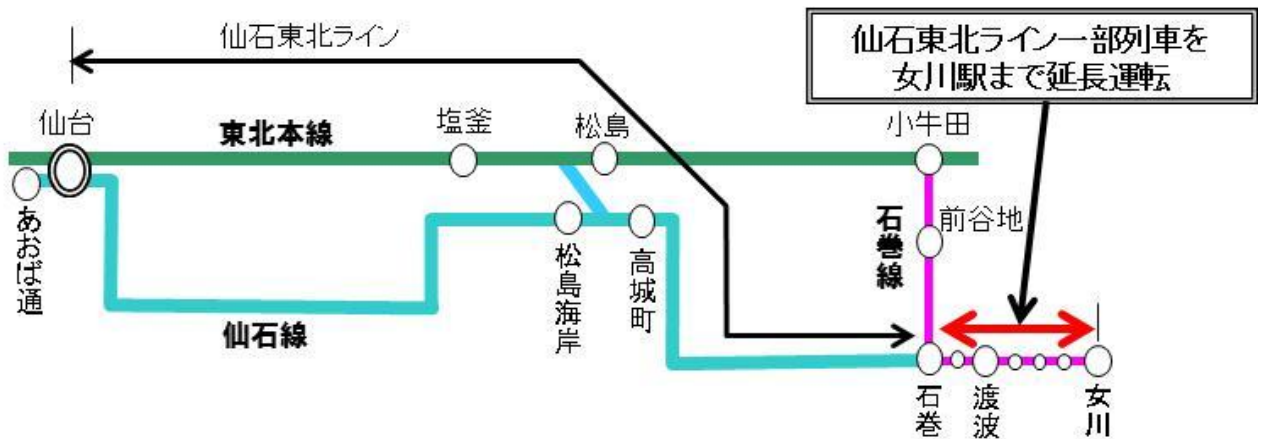 仙石東北ライン
仙石東北ライン一部列車を
女川駅まで延長運転
仙台
東北本線
塩釜
松島
小牛田
あおば通
仙石線
松島海岸
高城町
石巻線
前谷地
石巻
渡波
女川